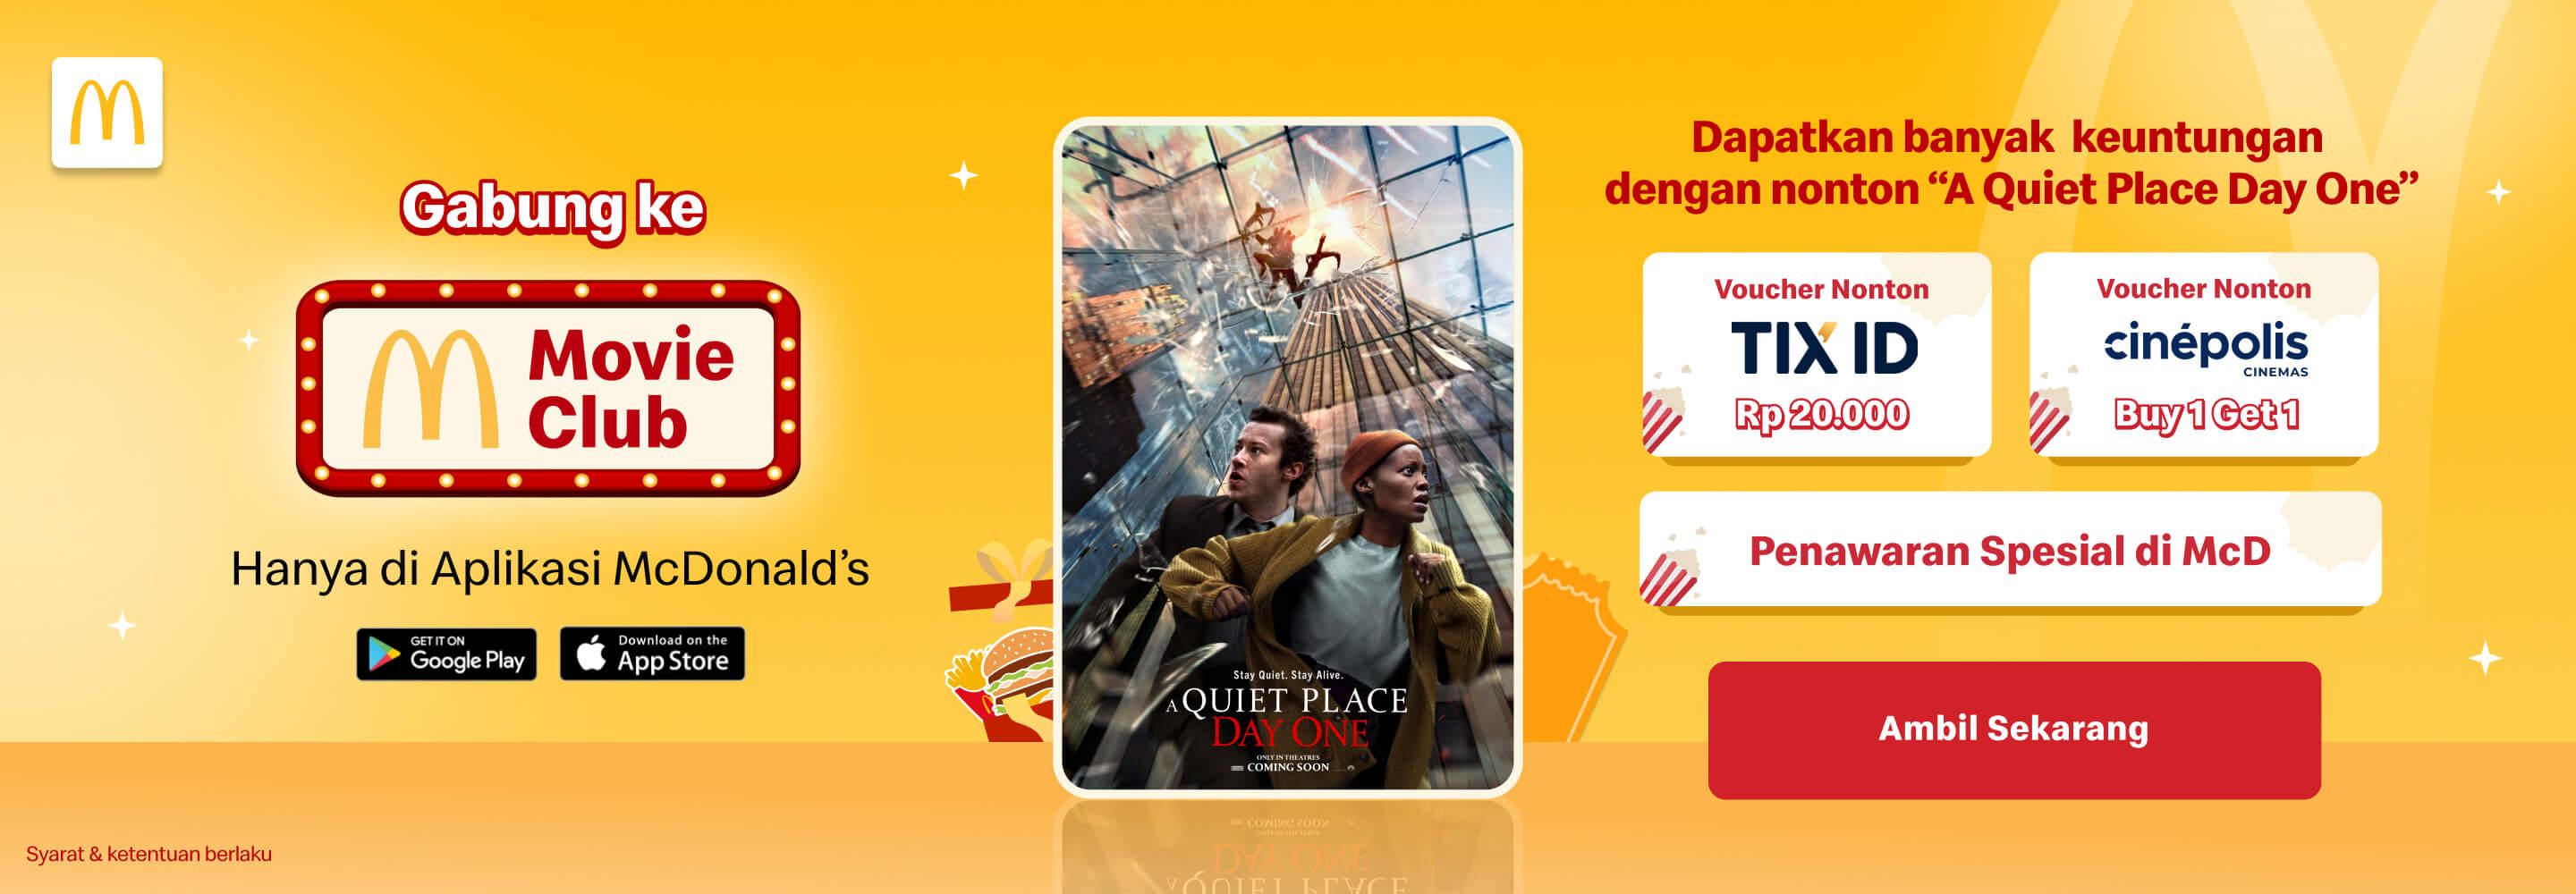 Gabung ke
Movie
Club
Hanya di Aplikasi McDonald's
GET IT ON
Google Play
Download on the
App Store
Syarat & ketentuan berlaku
Stay Quiet. Stay Alive.
A QUIET PLACE
DAY ONE
ONLY IN THEATRES
COMING SOON
Dapatkan banyak keuntungan
dengan nonton “A Quiet Place Day One”
Voucher Nonton
TIX ID
Rp 20.000
Voucher Nonton
cinépolis
CINEMAS
Buy 1 Get 1
Penawaran Spesial di McD
Ambil Sekarang